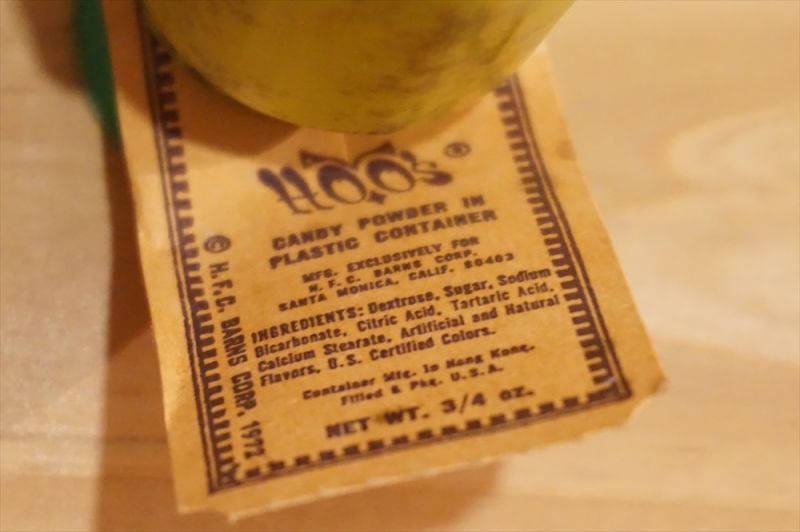 HOO's ®
CANDY POWDER IN
PLASTIC CONTAINER
MFG. EXCLUSIVELY FOR
H. F. C. BARNS CORP.
SANTA MONICA, CALIF. 90403
INGREDIENTS: Dextrose, Sugar, Sodium
Bicarbonate, Citric Acid, Tartaric Acid,
Calcium Stearate, Artificial and Natural
Flavors, U.S. Certified Colors.
Container Mfg. in Hong Kong.
Filled & Pkg. U.S.A.
NET WT. 3/4 oz.
© H.F.C. BARNS CORP. 1972